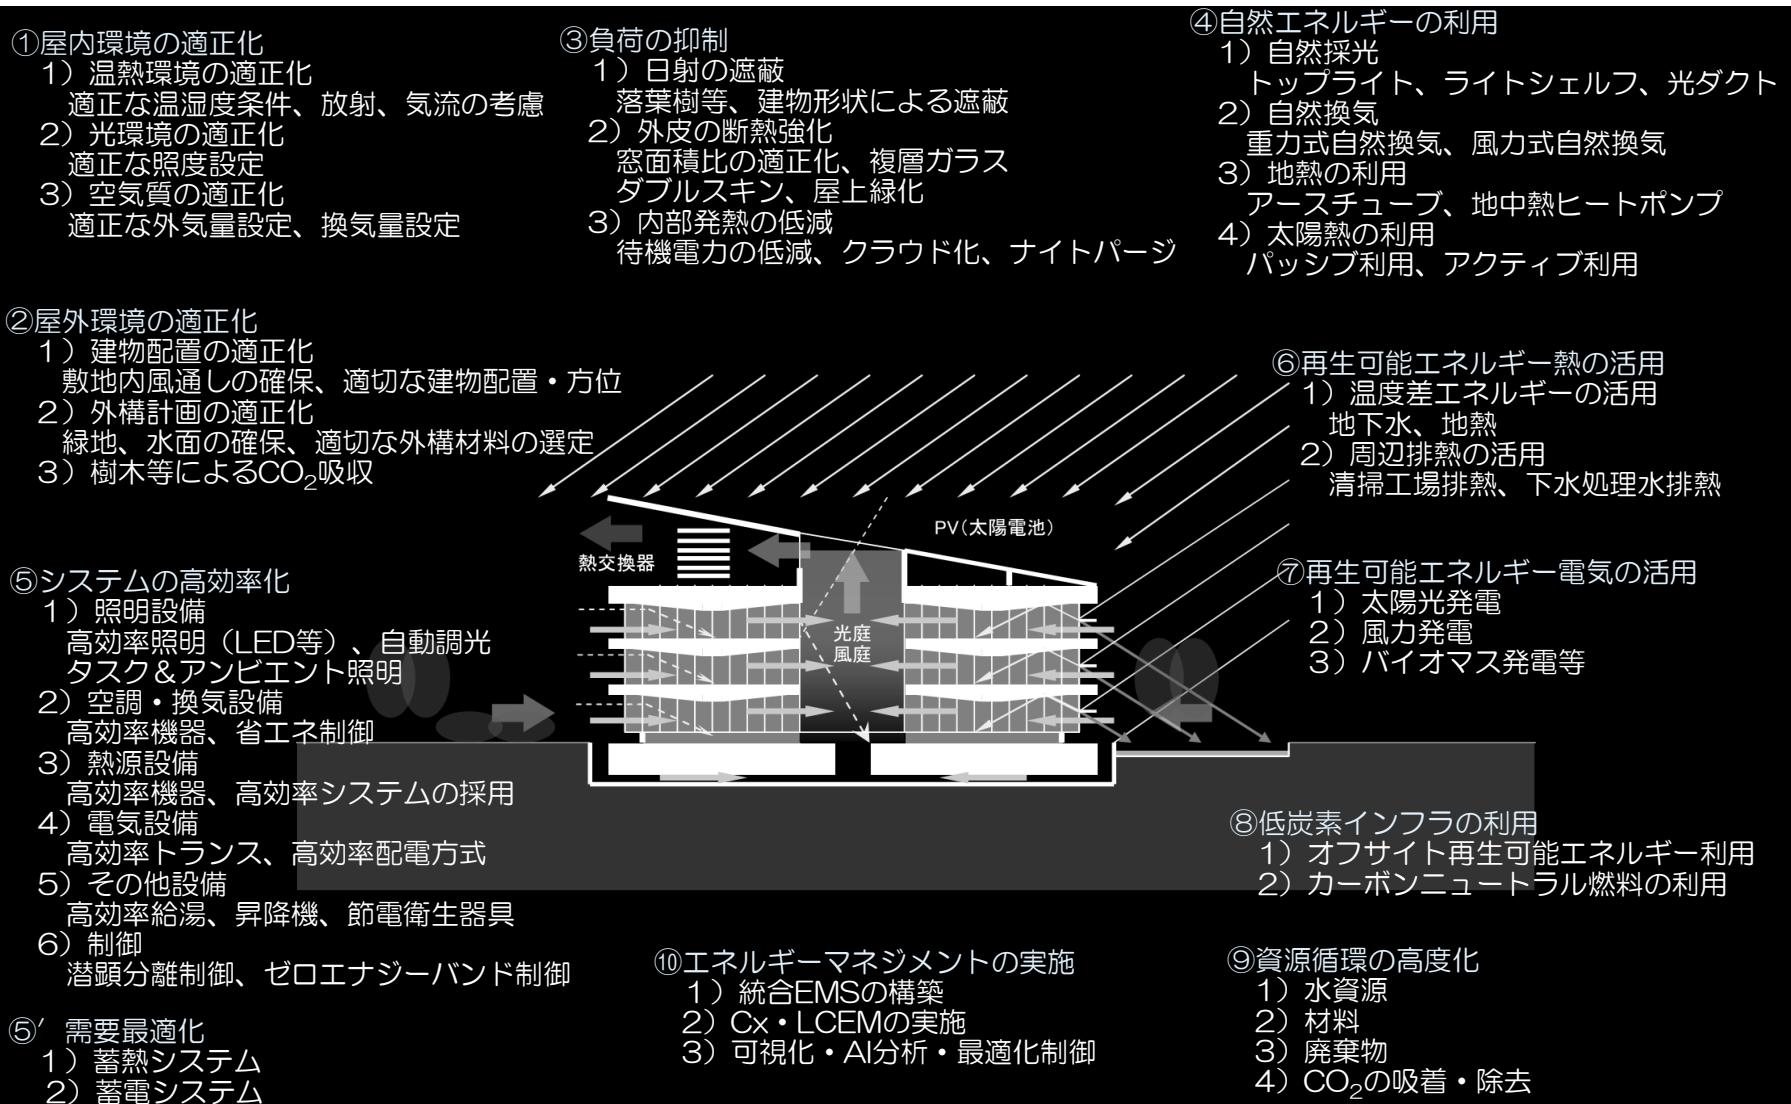 ①屋内環境の適正化
1）温熱環境の適正化
適正な温湿度条件、放射、気流の考慮
2）光環境の適正化
適正な照度設定
3）空気質の適正化
適正な外気量設定、換気量設定
②屋外環境の適正化
1）建物配置の適正化
敷地内風通しの確保、適切な建物配置・方位
2）外構計画の適正化
緑地、水面の確保、適切な外構材料の選定
3）樹木等によるCO₂吸収
③負荷の抑制
1）日射の遮蔽
落葉樹等、建物形状による遮蔽
2）外皮の断熱強化
窓面積比の適正化、複層ガラス
ダブルスキン、屋上緑化
3）内部発熱の低減
待機電力の低減、クラウド化、ナイトパージ
④自然エネルギーの利用
1）自然採光
トップライト、ライトシェルフ、光ダクト
2）自然換気
重力式自然換気、風力式自然換気
3）地熱の利用
アースチューブ、地中熱ヒートポンプ
4）太陽熱の利用
パッシブ利用、アクティブ利用
⑤システムの高効率化
1）照明設備
高効率照明（LED等）、自動調光
タスク＆アンビエント照明
2）空調・換気設備
高効率機器、省エネ制御
3）熱源設備
高効率機器、高効率システムの採用
4）電気設備
高効率トランス、高効率配電方式
5）その他設備
高効率給湯、昇降機、節電衛生器具
6）制御
潜顕分離制御、ゼロエナジーバンド制御
⑤′需要最適化
1）蓄熱システム
2）蓄電システム
熱交換器
PV（太陽電池）
光庭
風庭
⑥再生可能エネルギー熱の活用
1）温度差エネルギーの活用
地下水、地熱
2）周辺排熱の活用
清掃工場排熱、下水処理水排熱
⑦再生可能エネルギー電気の活用
1）太陽光発電
2）風力発電
3）バイオマス発電等
⑧低炭素インフラの利用
1）オフサイト再生可能エネルギー利用
2）カーボンニュートラル燃料の利用
⑨資源循環の高度化
1）水資源
2）材料
3）廃棄物
4）CO₂の吸着・除去
⑩エネルギーマネジメントの実施
1）統合EMSの構築
2）Cx・LCEMの実施
3）可視化・AI分析・最適化制御